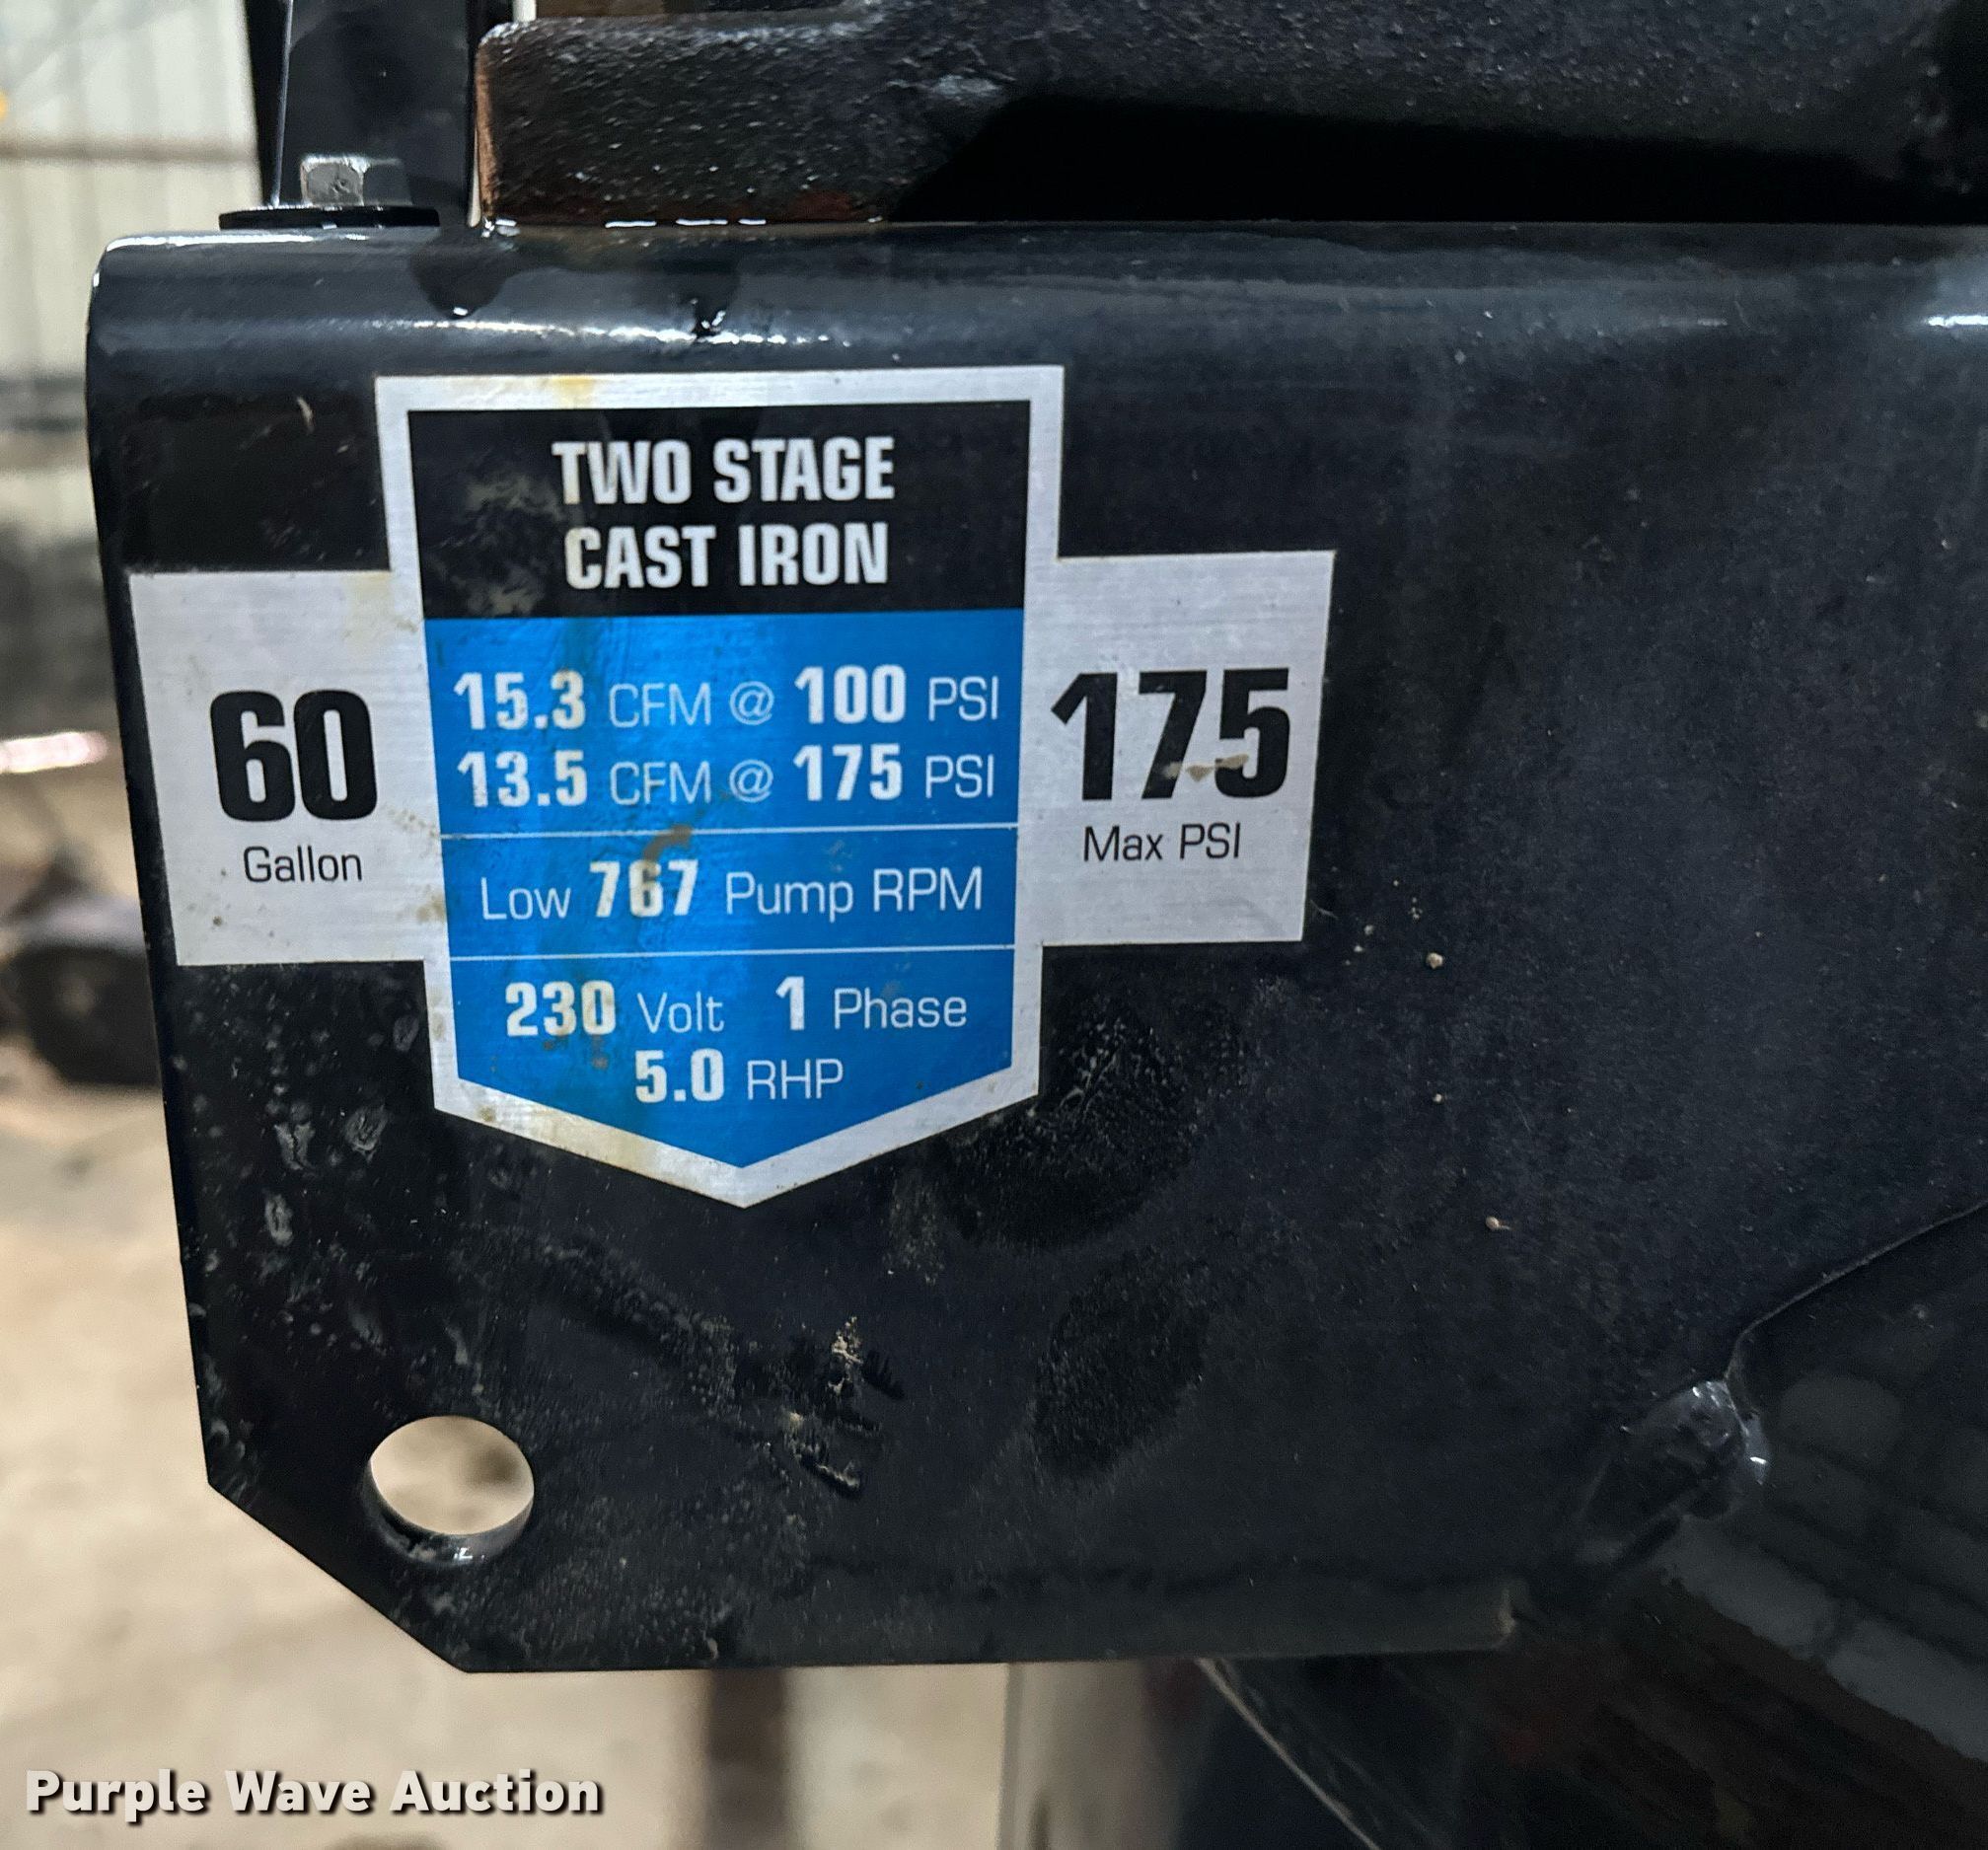 TWO STAGE
CAST IRON
60
Gallon
15.3 CFM @ 100 PSI
13.5 CFM @ 175 PSI
Low 767 Pump RPM
230 Volt 1 Phase
5.0 RHP
175
Max PSI
Purple Wave Auction